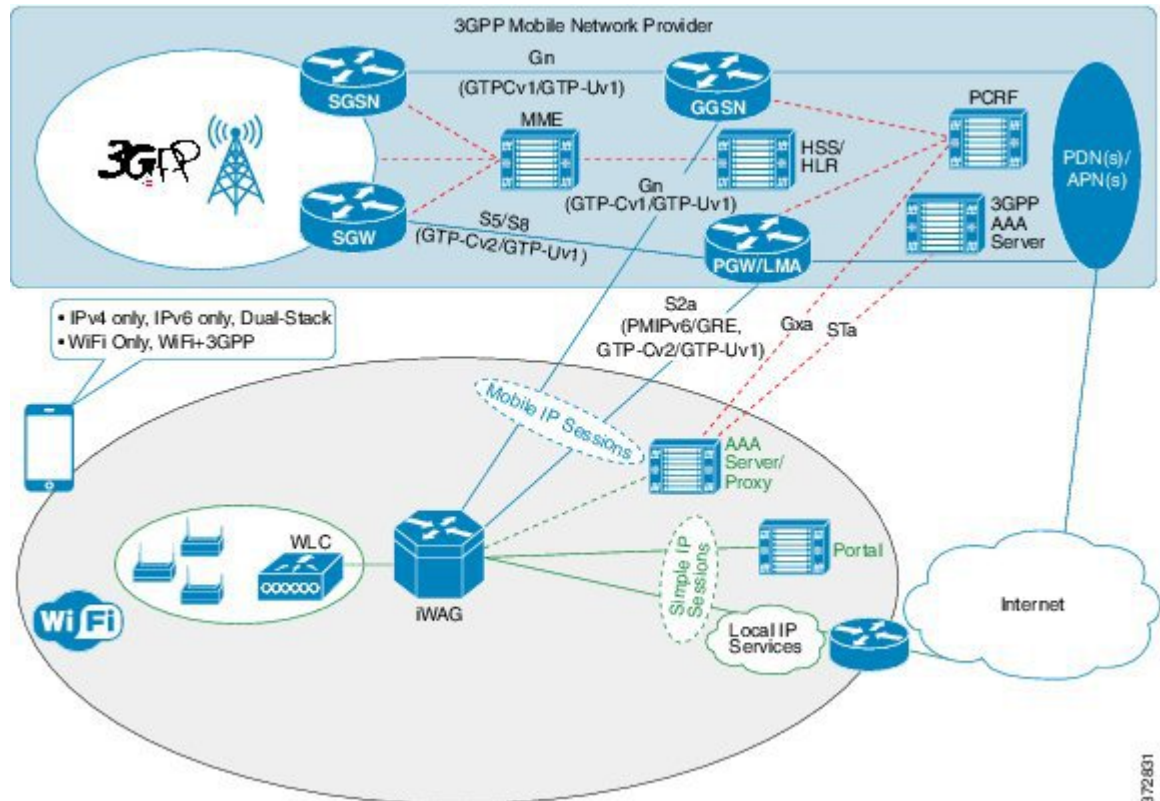 3GPP Mobile Network Provider
Gn
(GTPCv1/GTP-Uv1)
SGSN
GGSN
PCRF
MME
3GPP
HSS/
HLR
PDN(s)/
APN(s)
Gn
(GTP-Cv1/GTP-Uv1)
3GPP
AAA
Server
SGW
S5/S8
(GTP-Cv2/GTP-Uv1)
PGW/LMA
• IPv4 only, IPv6 only, Dual-Stack
• WiFi Only, WiFi+3GPP
S2a
(PMIPv6/GRE,
GTP-Cv2/GTP-Uv1)
Gxa
STa
Mobile IP Sessions
AAA
Server/
Proxy
WLC
iWAG
Simple IP
Sessions
Portal
Wi Fi
Local IP
Services
Internet
372831